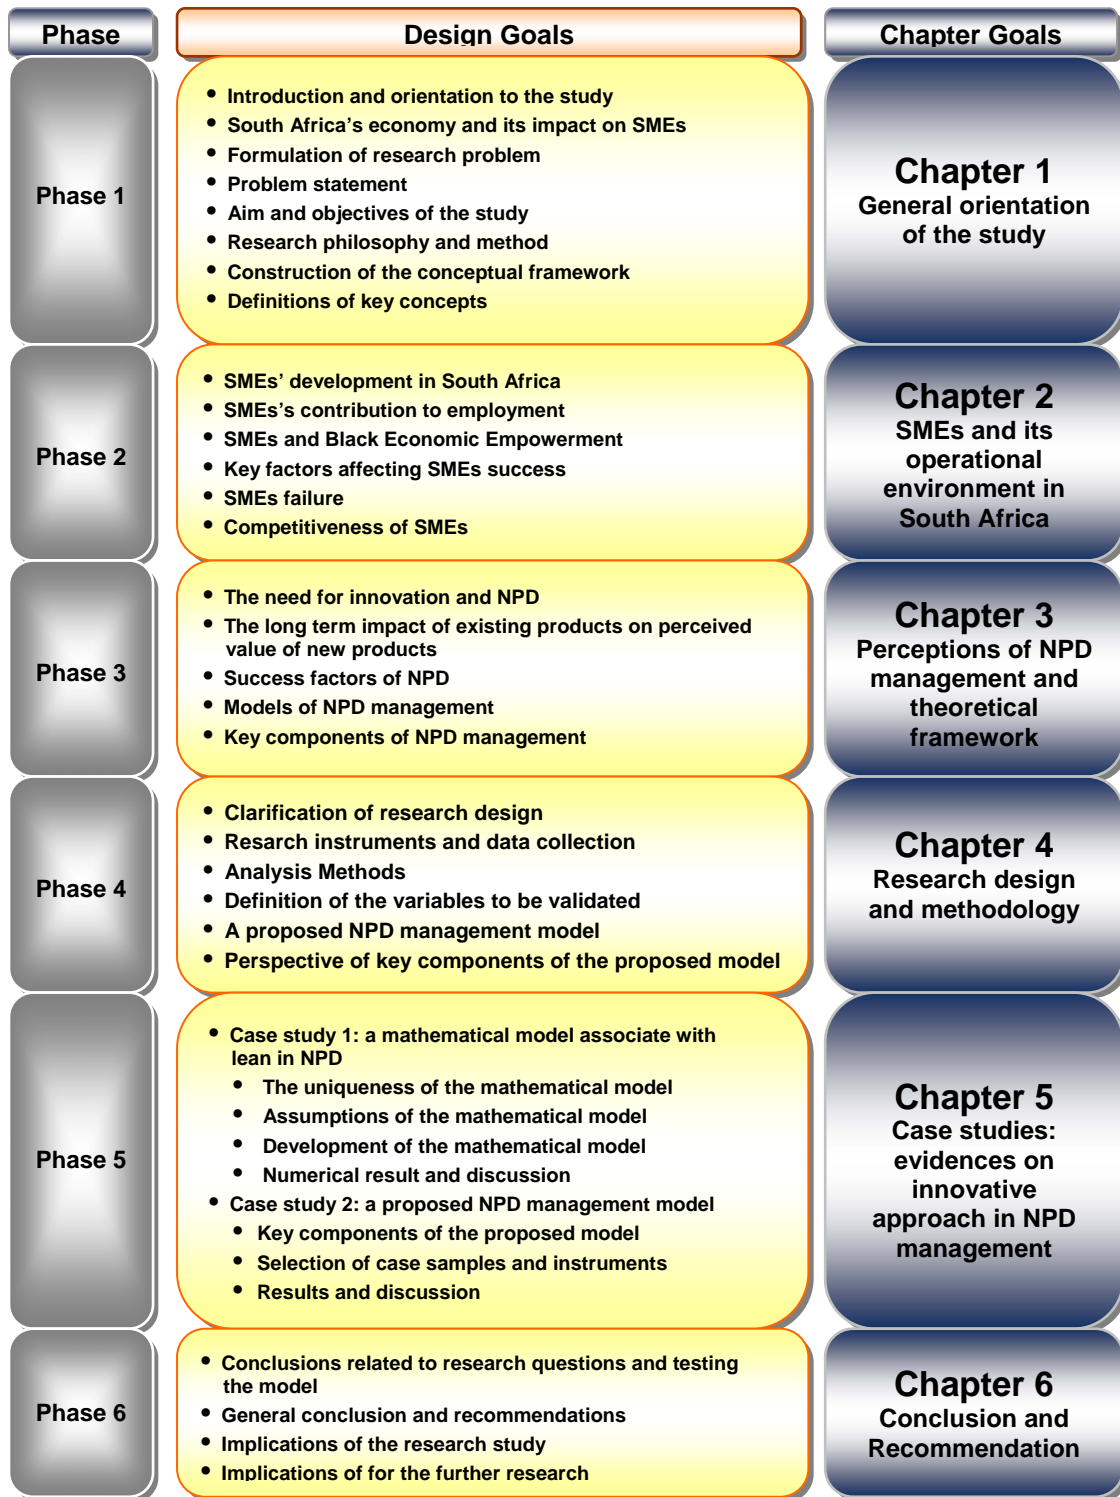 Phase
Design Goals
Chapter Goals
Phase 1
• Introduction and orientation to the study
• South Africa's economy and its impact on SMEs
• Formulation of research problem
• Problem statement
• Aim and objectives of the study
• Research philosophy and method
• Construction of the conceptual framework
• Definitions of key concepts
Chapter 1
General orientation
of the study
Phase 2
• SMEs' development in South Africa
• SMEs's contribution to employment
• SMEs and Black Economic Empowerment
• Key factors affecting SMEs success
• SMEs failure
• Competitiveness of SMEs
Chapter 2
SMEs and its
operational
environment in
South Africa
Phase 3
• The need for innovation and NPD
• The long term impact of existing products on perceived
value of new products
• Success factors of NPD
• Models of NPD management
• Key components of NPD management
Chapter 3
Perceptions of NPD
management and
theoretical
framework
Phase 4
• Clarification of research design
• Resarch instruments and data collection
• Analysis Methods
• Definition of the variables to be validated
• A proposed NPD management model
• Perspective of key components of the proposed model
Chapter 4
Research design
and methodology
Phase 5
• Case study 1: a mathematical model associate with
lean in NPD
• The uniqueness of the mathematical model
• Assumptions of the mathematical model
• Development of the mathematical model
• Numerical result and discussion
• Case study 2: a proposed NPD management model
• Key components of the proposed model
• Selection of case samples and instruments
• Results and discussion
Chapter 5
Case studies:
evidences on
innovative
approach in NPD
management
Phase 6
• Conclusions related to research questions and testing
the model
• General conclusion and recommendations
• Implications of the research study
• Implications of for the further research
Chapter 6
Conclusion and
Recommendation